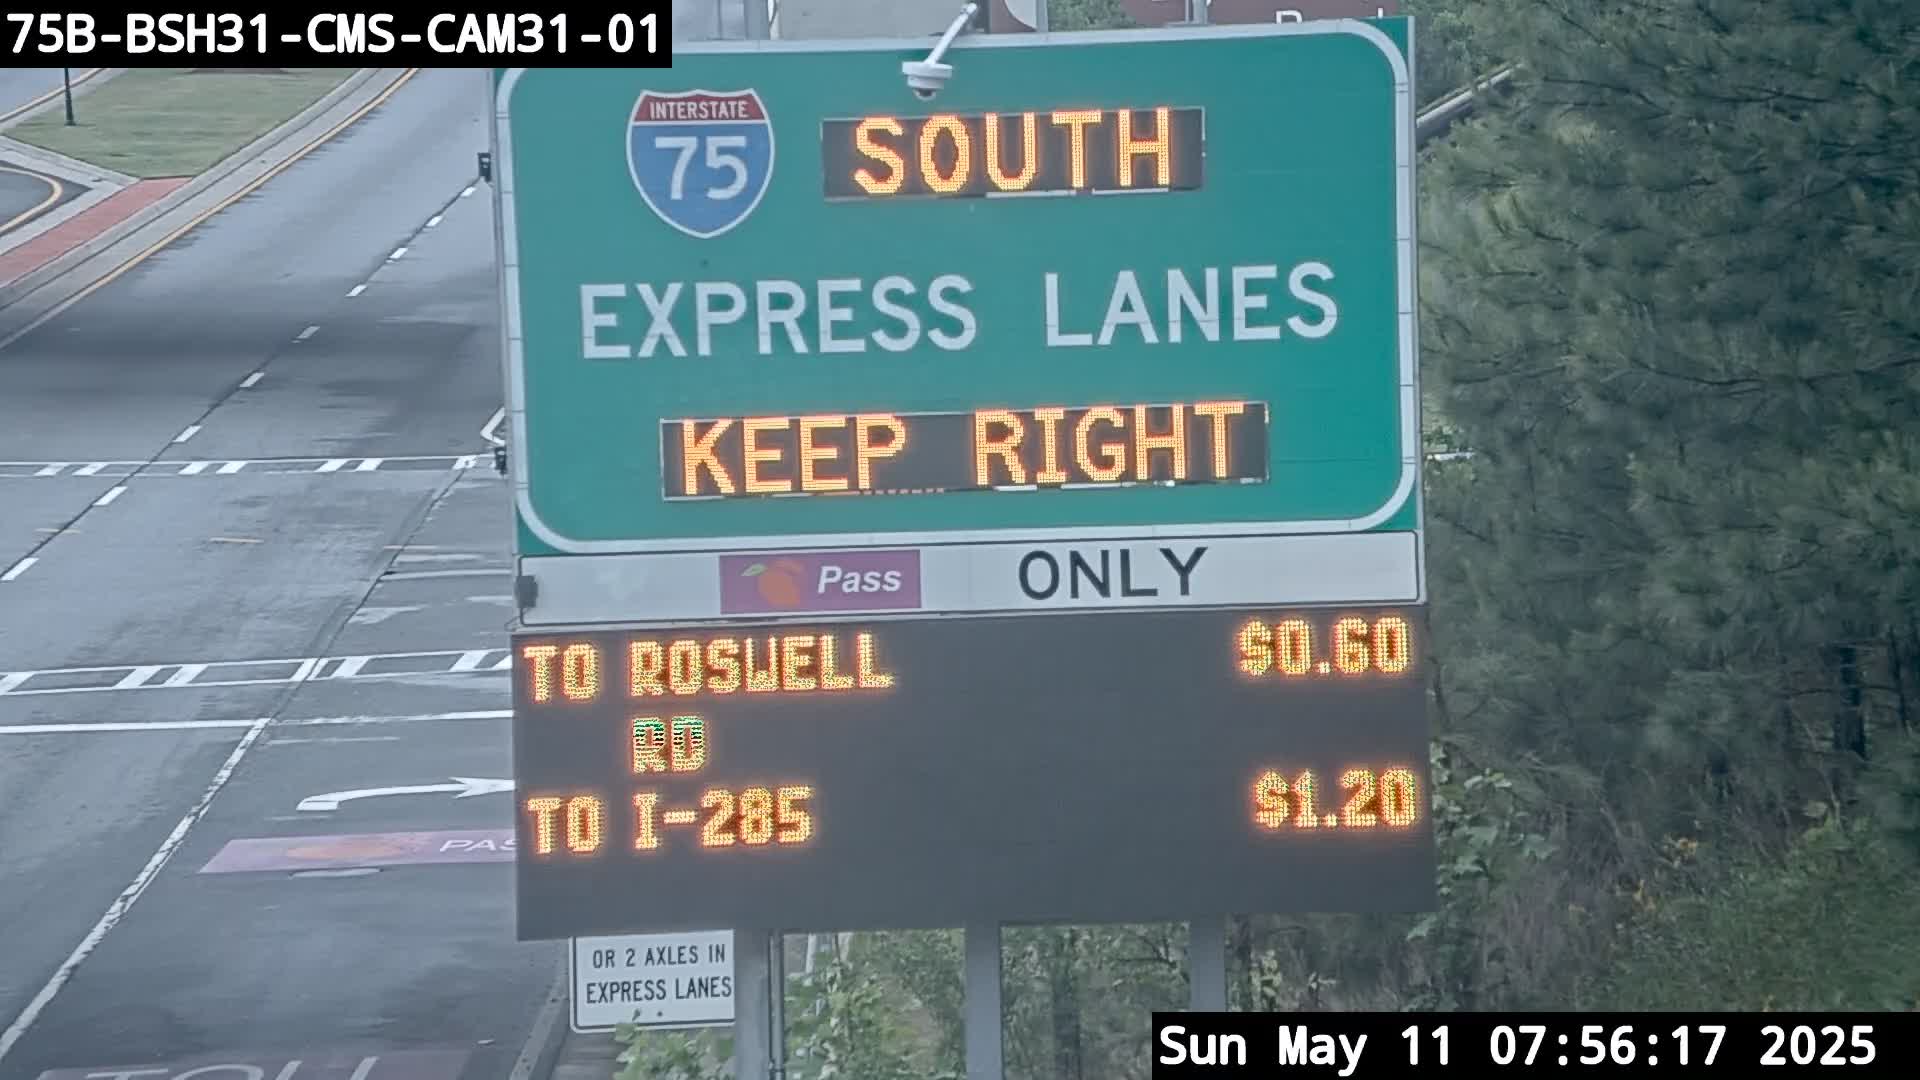 75B-BSH31-CMS-CAM31-01
INTERSTATE
75
SOUTH
EXPRESS LANES
KEEP RIGHT
Pass ONLY
TO ROSWELL $0.60
RD
TO I-285 $1.20
OR 2 AXLES IN
EXPRESS LANES
TOLL
Sun May 11 07:56:17 2025